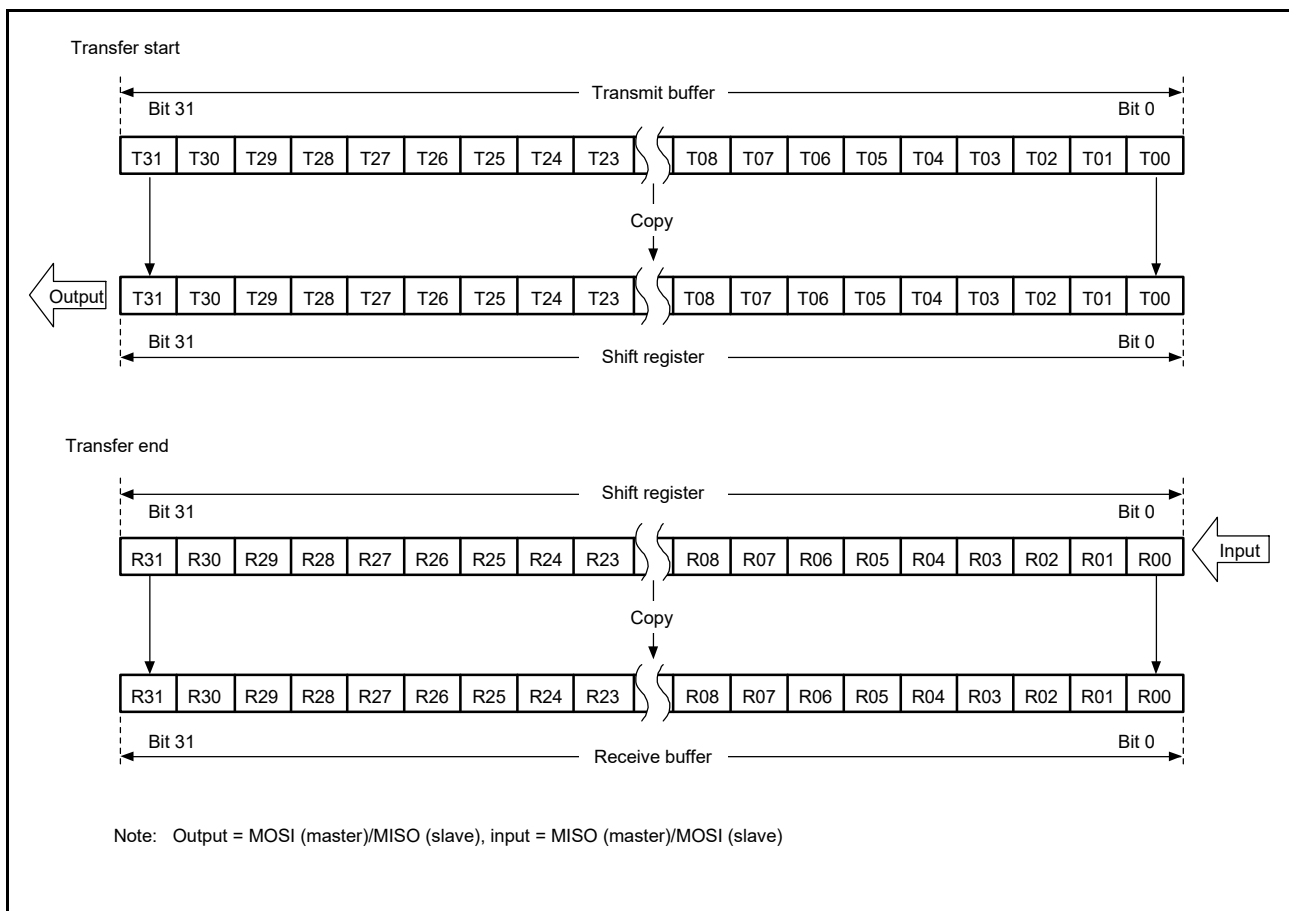 Transfer start
Transmit buffer
Bit 31 Bit 0
T31 T30 T29 T28 T27 T26 T25 T24 T23 T08 T07 T06 T05 T04 T03 T02 T01 T00
Copy
Output T31 T30 T29 T28 T27 T26 T25 T24 T23 T08 T07 T06 T05 T04 T03 T02 T01 T00
Bit 31 Bit 0
Shift register
Transfer end
Shift register
Bit 31 Bit 0
R31 R30 R29 R28 R27 R26 R25 R24 R23 R08 R07 R06 R05 R04 R03 R02 R01 R00 Input
Copy
R31 R30 R29 R28 R27 R26 R25 R24 R23 R08 R07 R06 R05 R04 R03 R02 R01 R00
Bit 31 Bit 0
Receive buffer
Note: Output = MOSI (master)/MISO (slave), input = MISO (master)/MOSI (slave)